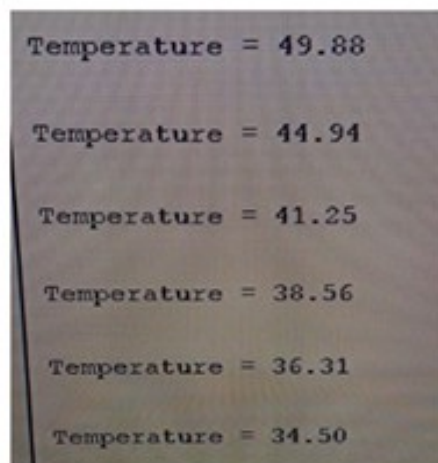 Temperature = 49.88
Temperature = 44.94
Temperature = 41.25
Temperature = 38.56
Temperature = 36.31
Temperature = 34.50